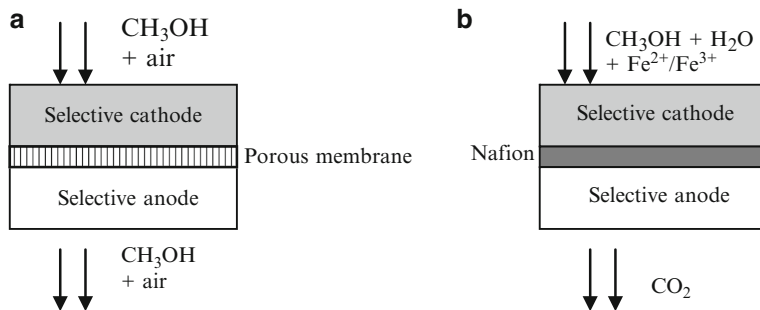 a
CH₃OH
+ air
Selective cathode
Porous membrane
Selective anode
CH₃OH
+ air
b
CH₃OH + H₂O
+ Fe²⁺/Fe³⁺
Selective cathode
Nafion
Selective anode
CO₂